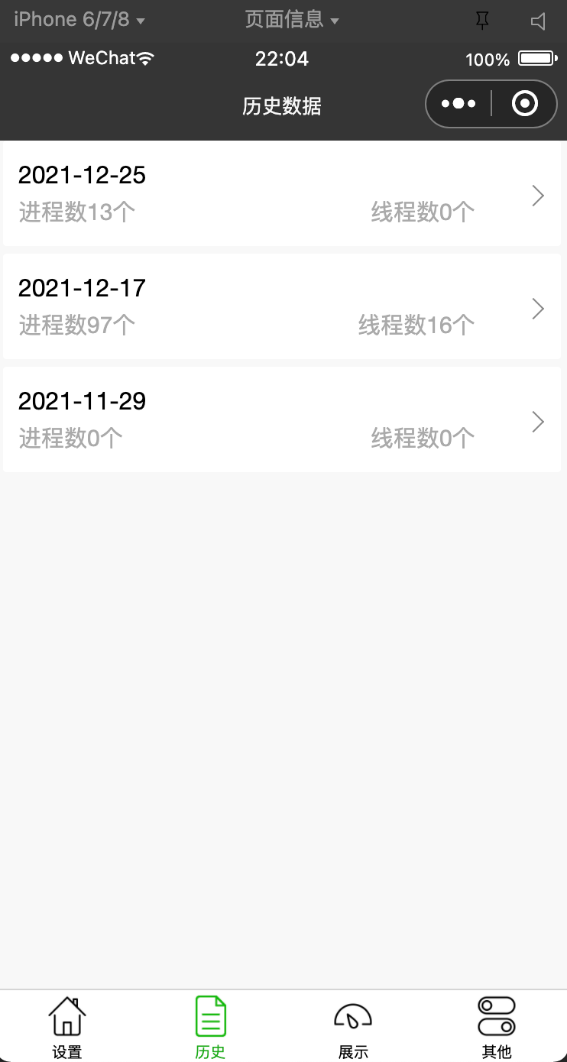 iPhone 6/7/8 页面信息
WeChat 22:04 100%
历史数据
2021-12-25
进程数13个 线程数0个
2021-12-17
进程数97个 线程数16个
2021-11-29
进程数0个 线程数0个
设置 历史 展示 其他